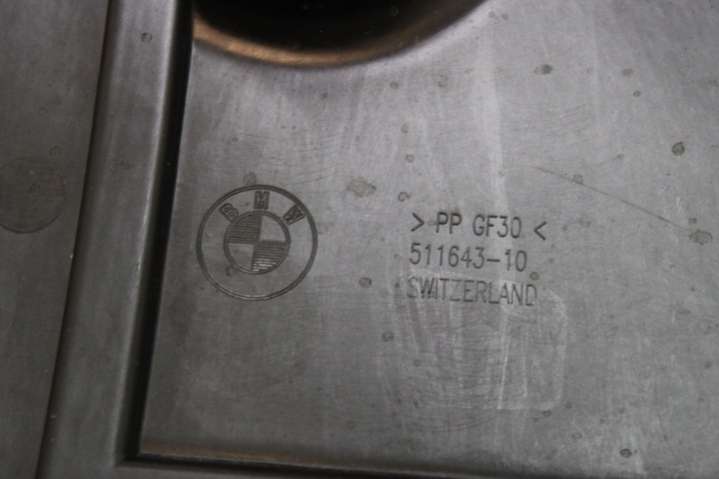 BMW
> PP GF30 <
511643-10
SWITZERLAND